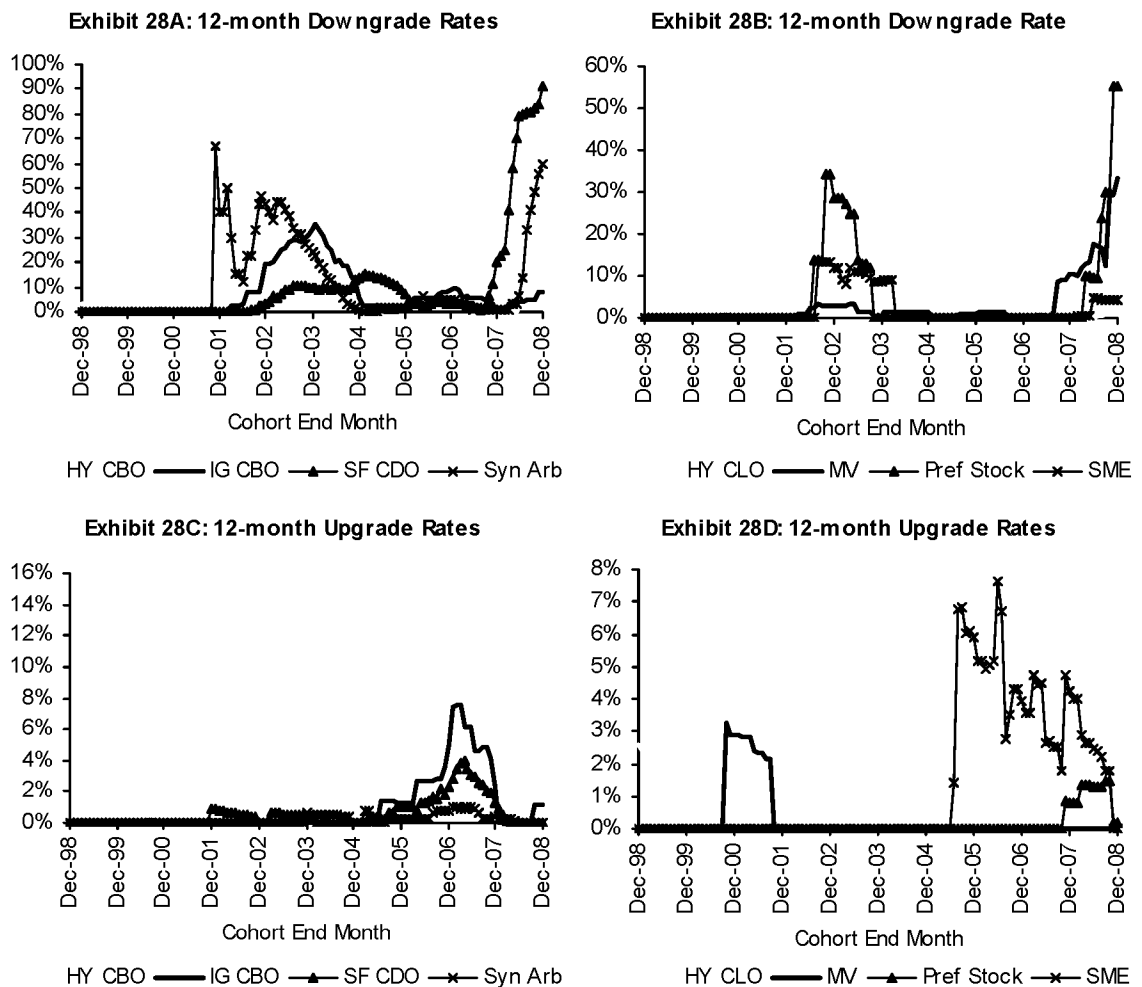 Exhibit 28A: 12-month Downgrade Rates
100%
90%
80%
70%
60%
50%
40%
30%
20%
10%
0%
Dec-98
Dec-99
Dec-00
Dec-01
Dec-02
Dec-03
Dec-04
Dec-05
Dec-06
Dec-07
Dec-08
Cohort End Month
HY CBO IG CBO SF CDO Syn Arb
Exhibit 28B: 12-month Downgrade Rate
60%
50%
40%
30%
20%
10%
0%
Dec-98
Dec-99
Dec-00
Dec-01
Dec-02
Dec-03
Dec-04
Dec-05
Dec-06
Dec-07
Dec-08
Cohort End Month
HY CLO MV Pref Stock SME
Exhibit 28C: 12-month Upgrade Rates
16%
14%
12%
10%
8%
6%
4%
2%
0%
Dec-98
Dec-99
Dec-00
Dec-01
Dec-02
Dec-03
Dec-04
Dec-05
Dec-06
Dec-07
Dec-08
Cohort End Month
HY CBO IG CBO SF CDO Syn Arb
Exhibit 28D: 12-month Upgrade Rates
8%
7%
6%
5%
4%
3%
2%
1%
0%
Dec-98
Dec-99
Dec-00
Dec-01
Dec-02
Dec-03
Dec-04
Dec-05
Dec-06
Dec-07
Dec-08
Cohort End Month
HY CLO MV Pref Stock SME